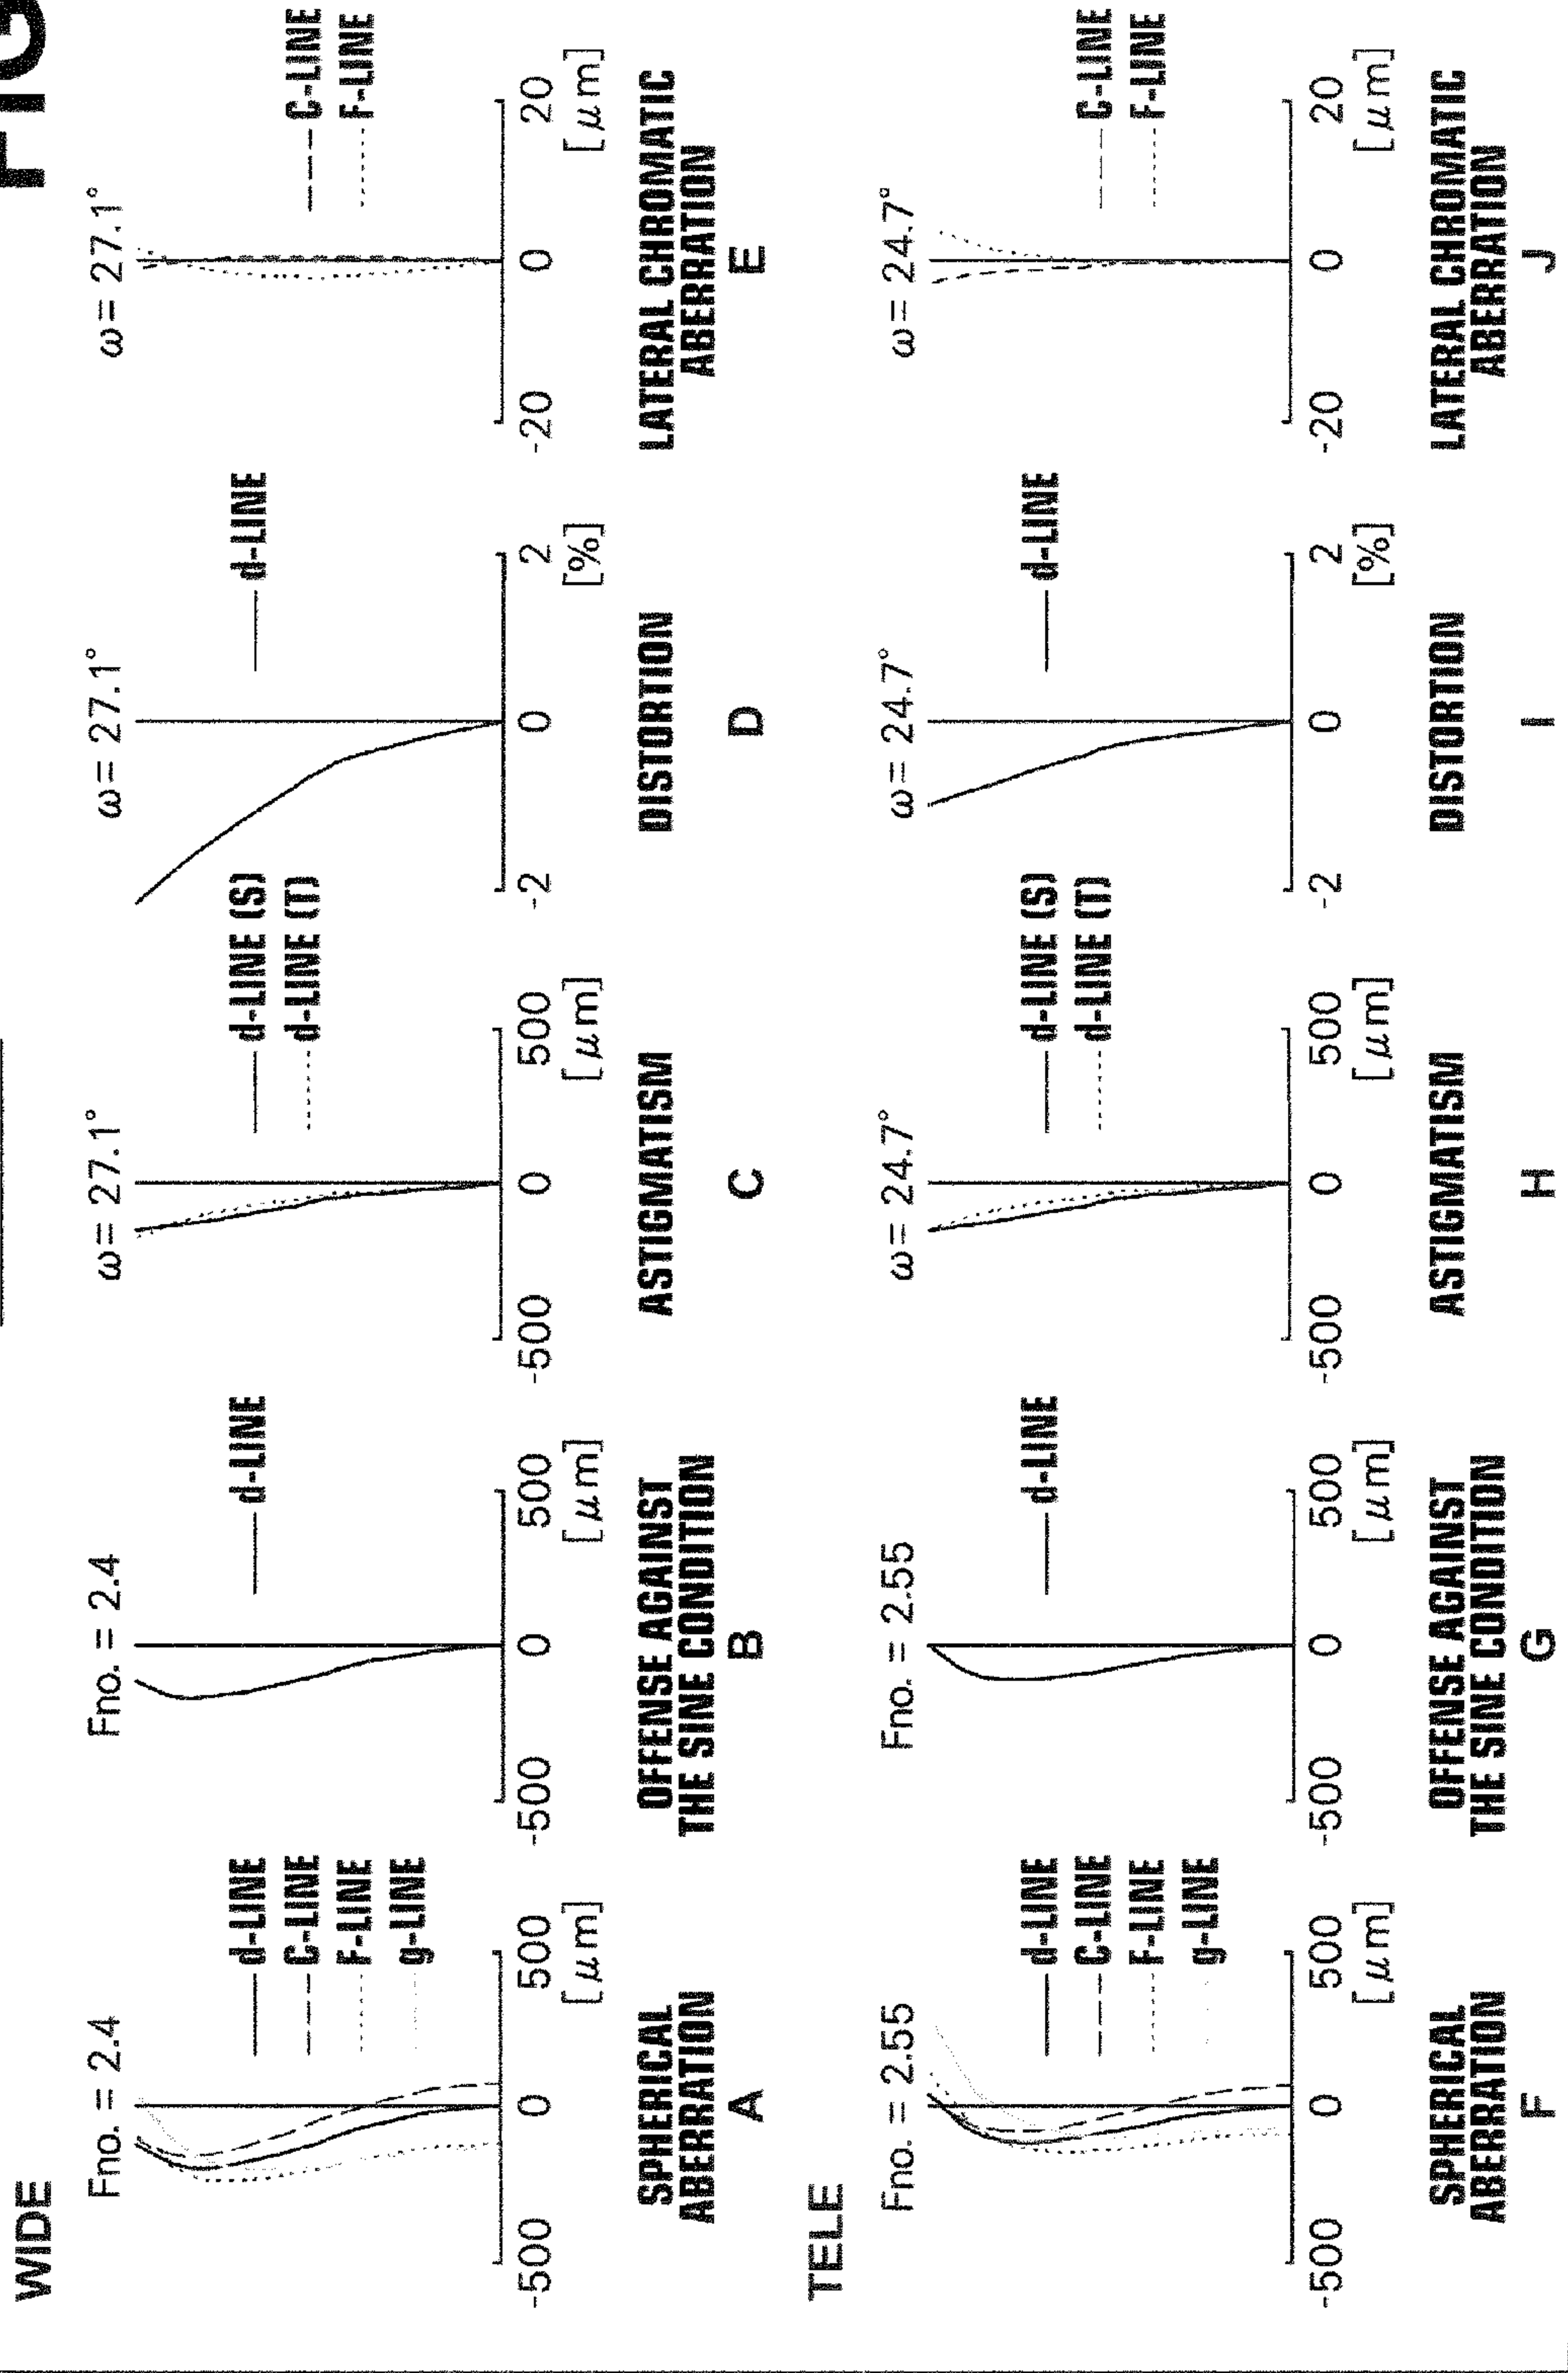 FIG
WIDE
Fno. = 2.4
d-LINE
C-LINE
F-LINE
g-LINE
-500 0 500
[μm]
SPHERICAL
ABERRATION
A
Fno. = 2.4
d-LINE
-500 0 500
[μm]
OFFENSE AGAINST
THE SINE CONDITION
B
ω= 27.1°
d-LINE (S)
d-LINE (T)
-500 0 500
[μm]
ASTIGMATISM
C
ω= 27.1°
d-LINE
-2 0 2
[%]
DISTORTION
D
ω= 27.1°
C-LINE
F-LINE
-20 0 20
[μm]
LATERAL CHROMATIC
ABERRATION
E
TELE
Fno. = 2.55
d-LINE
C-LINE
F-LINE
g-LINE
-500 0 500
[μm]
SPHERICAL
ABERRATION
F
Fno. = 2.55
d-LINE
-500 0 500
[μm]
OFFENSE AGAINST
THE SINE CONDITION
G
ω= 24.7°
d-LINE (S)
d-LINE (T)
-500 0 500
[μm]
ASTIGMATISM
H
ω= 24.7°
d-LINE
-2 0 2
[%]
DISTORTION
I
ω= 24.7°
C-LINE
F-LINE
-20 0 20
[μm]
LATERAL CHROMATIC
ABERRATION
J